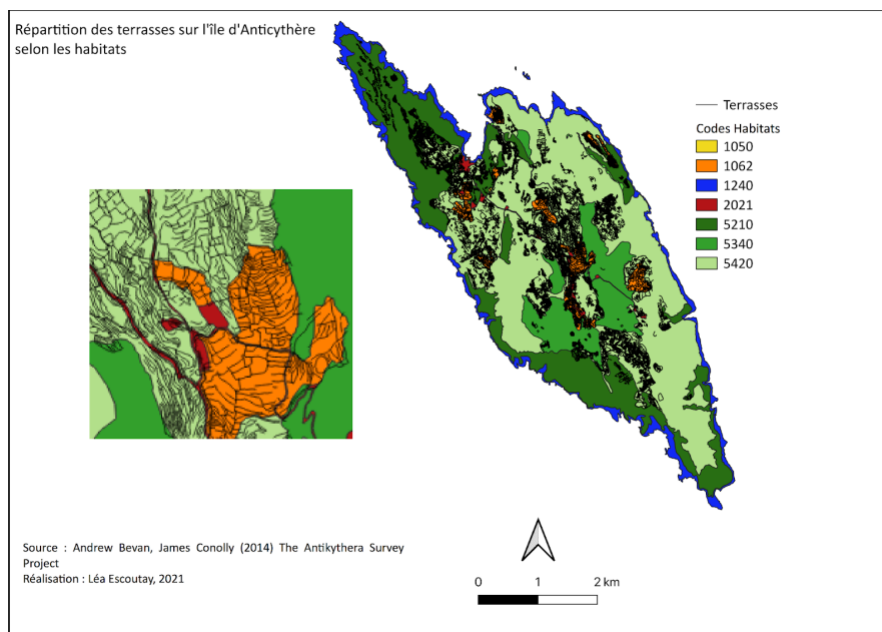 Répartition des terrasses sur l'île d'Anticythère
selon les habitats
Terrasses
Codes Habitats
1050
1062
1240
2021
5210
5340
5420
Source : Andrew Bevan, James Conolly (2014) The Antikythera Survey
Project
Réalisation : Léa Escoutay, 2021
0 1 2 km